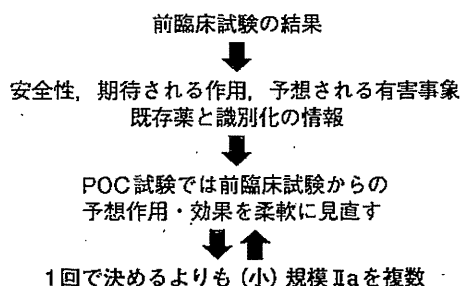 前臨床試験の結果
安全性,期待される作用,予想される有害事象
既存薬と識別化の情報
POC試験では前臨床試験からの
予想作用・効果を柔軟に見直す
1回で決めるよりも(小)規模Ⅱaを複数